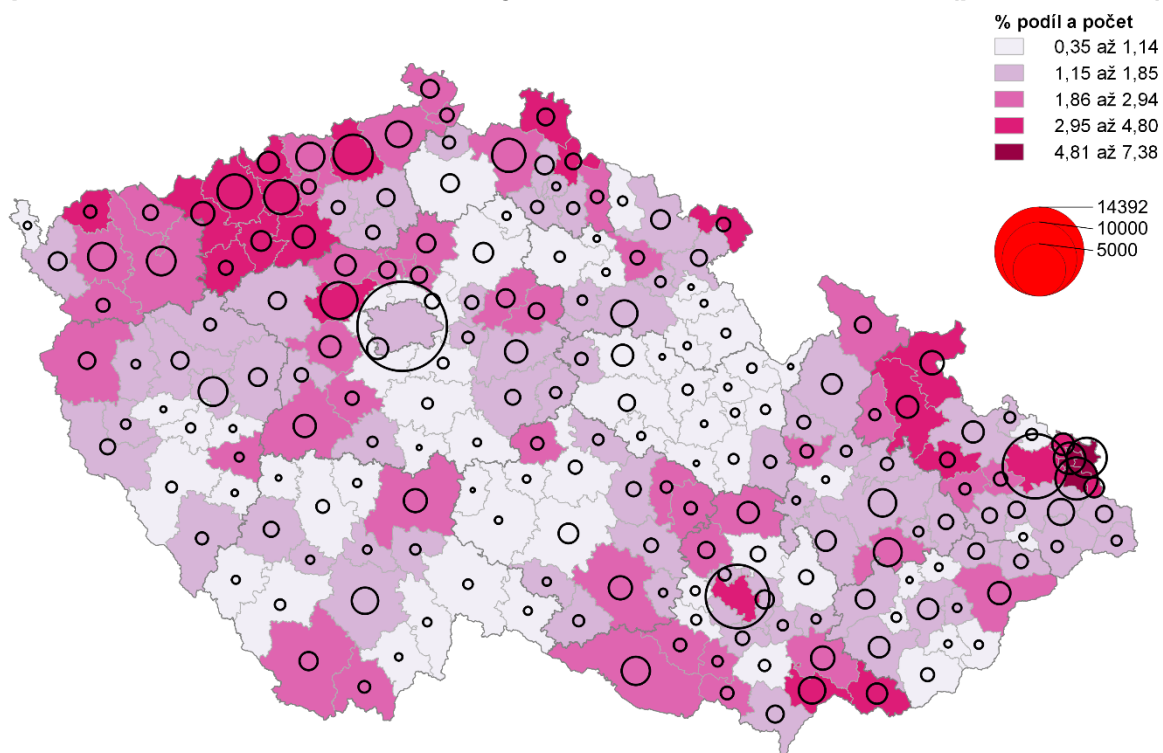 % podíl a počet
0,35 až 1,14
1,15 až 1,85
1,86 až 2,94
2,95 až 4,80
4,81 až 7,38
14392
10000
5000